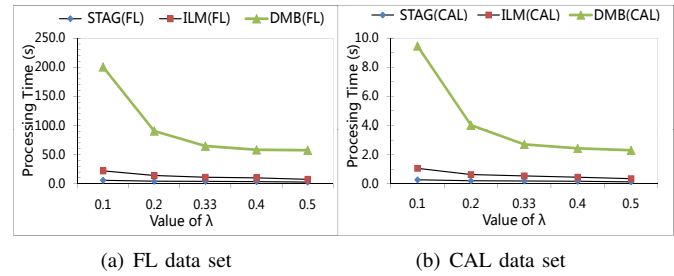 STAG(FL) ILM(FL) DMB(FL)
Processing Time (s)
250.0
200.0
150.0
100.0
50.0
0.0
0.1 0.2 0.33 0.4 0.5
Value of λ
(a) FL data set
STAG(CAL) ILM(CAL) DMB(CAL)
Procesing Time (s)
10.0
8.0
6.0
4.0
2.0
0.0
0.1 0.2 0.33 0.4 0.5
Value of λ
(b) CAL data set